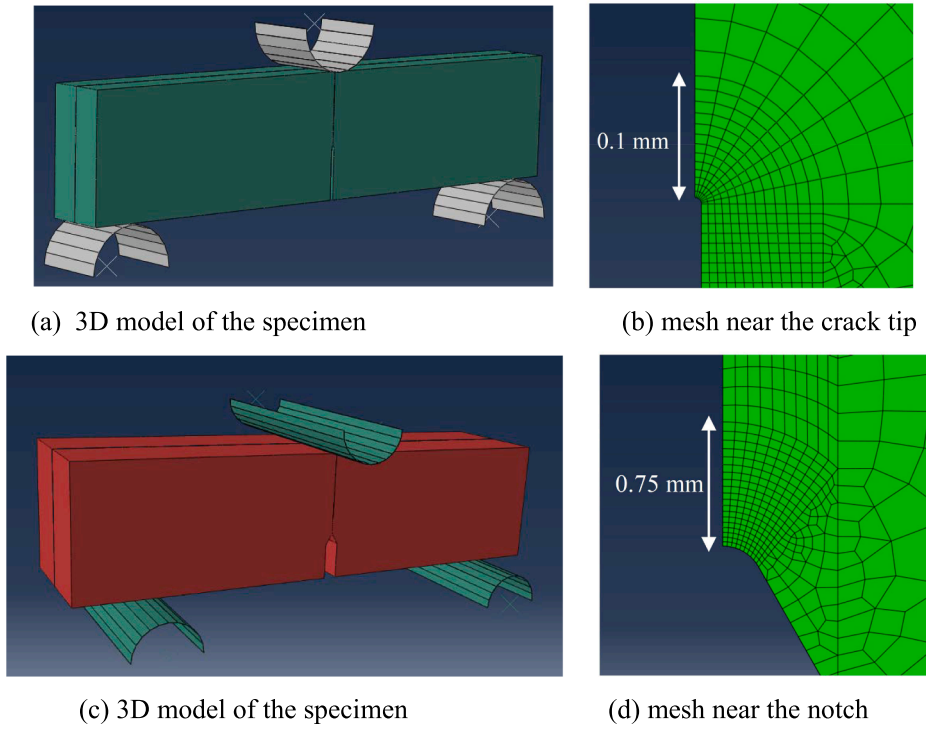 0.1 mm
(a) 3D model of the specimen
(b) mesh near the crack tip
0.75 mm
(c) 3D model of the specimen
(d) mesh near the notch